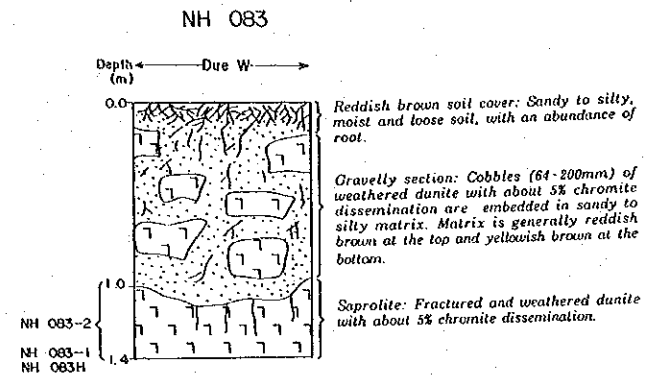 NH 083
Depth Due W
(m)
0.0
Reddish brown soil cover: Sandy to silty,
moist and loose soil, with an abundance of
root.
Gravelly section: Cobbles (64-200mm) of
weathered dunite with about 5% chromite
dissemination are embedded in sandy to
silty matrix. Matrix is generally reddish
brown at the top and yellowish brown at the
bottom.
1.0
Saprolite: Fractured and weathered dunite
with about 5% chromite dissemination.
NH 083-2
NH 083-1
NH 083H
1.4